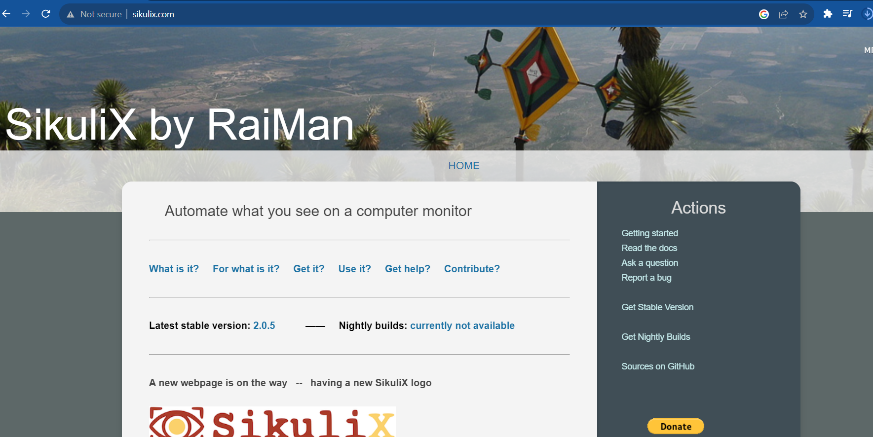 Not secure | sikulix.com
SikuliX by RaiMan
HOME
Automate what you see on a computer monitor
What is it? For what is it? Get it? Use it? Get help? Contribute?
Latest stable version: 2.0.5 —— Nightly builds: currently not available
A new webpage is on the way -- having a new SikuliX logo
SikuliX
Actions
Getting started
Read the docs
Ask a question
Report a bug
Get Stable Version
Get Nightly Builds
Sources on GitHub
Donate